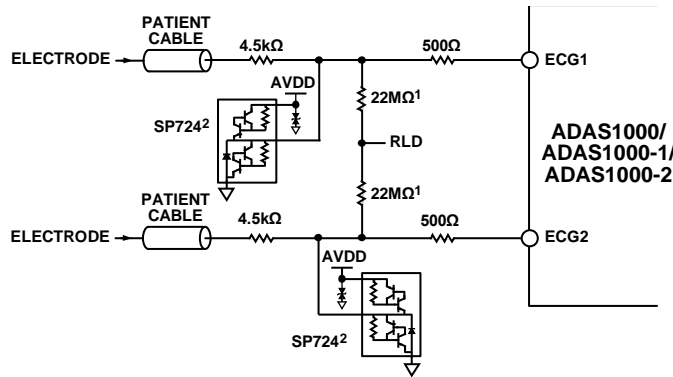 PATIENT
CABLE
4.5kΩ
500Ω
ELECTRODE
ECG1
AVDD
22MΩ1
SP7242
RLD
ADAS1000/
ADAS1000-1/
ADAS1000-2
22MΩ1
PATIENT
CABLE
4.5kΩ
500Ω
ELECTRODE
ECG2
AVDD
SP7242